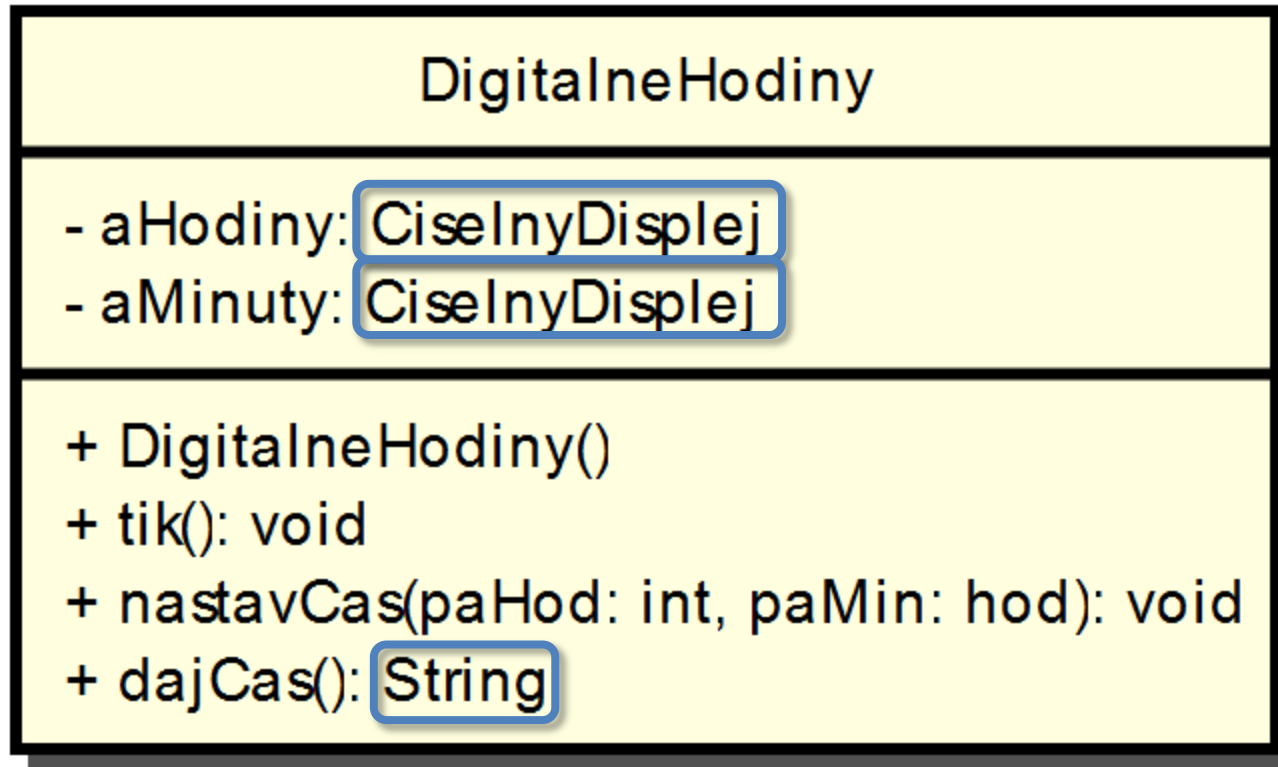 DigitalneHodiny
- aHodiny: CiselnyDisplej
- aMinuty: CiselnyDisplej
+ DigitalneHodiny()
+ tik(): void
+ nastavCas(paHod: int, paMin: hod): void
+ dajCas(): String